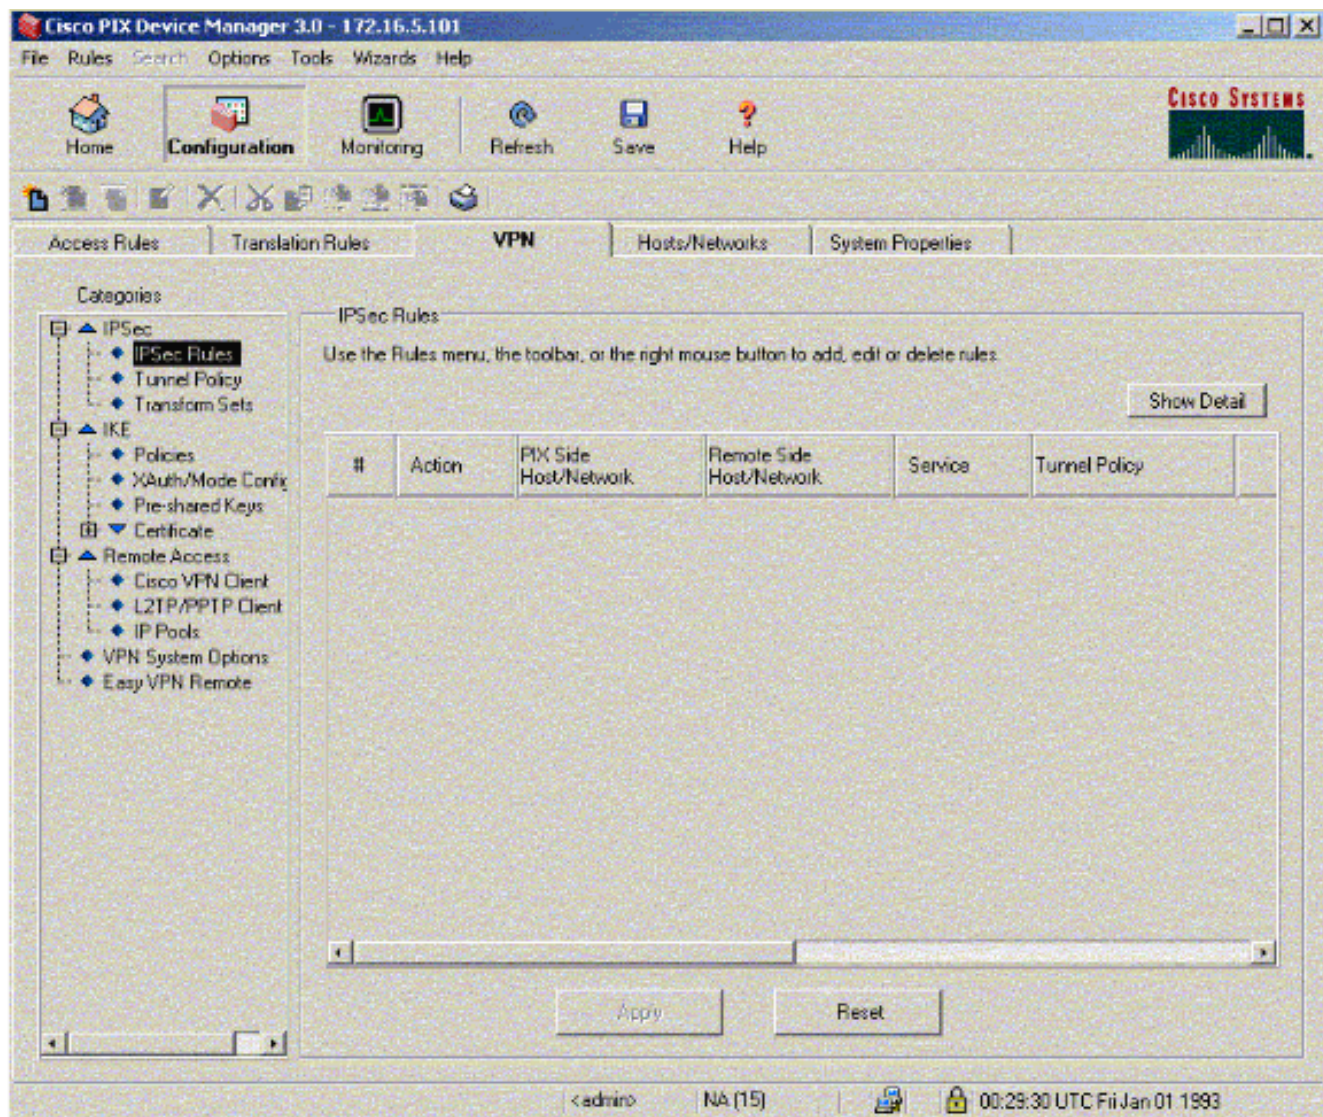 Cisco PIX Device Manager 3.0 - 172.16.5.101
File Rules Search Options Tools Wizards Help
CISCO SYSTEMS
Home Configuration Monitoring Refresh Save Help
Access Rules Translation Rules VPN Hosts/Networks System Properties
Categories
IPSec
IPSec Rules
Tunnel Policy
Transform Sets
IKE
Policies
XAuth/Mode Config
Pre-shared Keys
Certificate
Remote Access
Cisco VPN Client
L2TP/PPTP Client
IP Pools
VPN System Options
Easy VPN Remote
IPSec Rules
Use the Rules menu, the toolbar, or the right mouse button to add, edit or delete rules.
Show Detail
# Action PIX Side Host/Network Remote Side Host/Network Service Tunnel Policy
Apply Reset
<admin> NA (15) 00:29:30 UTC Fri Jan 01 1993